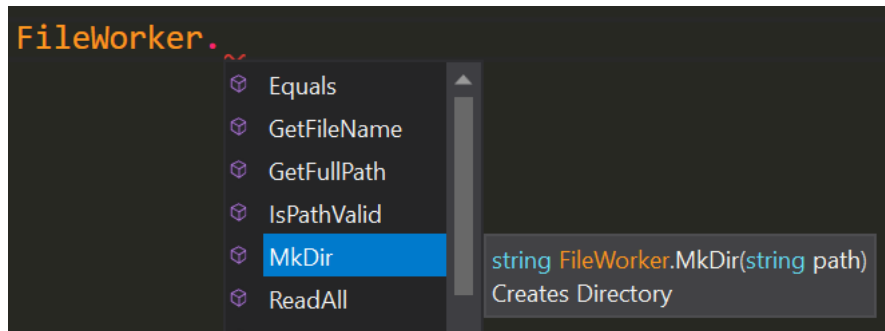 FileWorker.
Equals
GetFileName
GetFullPath
IsPathValid
MkDir
string FileWorker.MkDir(string path)
Creates Directory
ReadAll